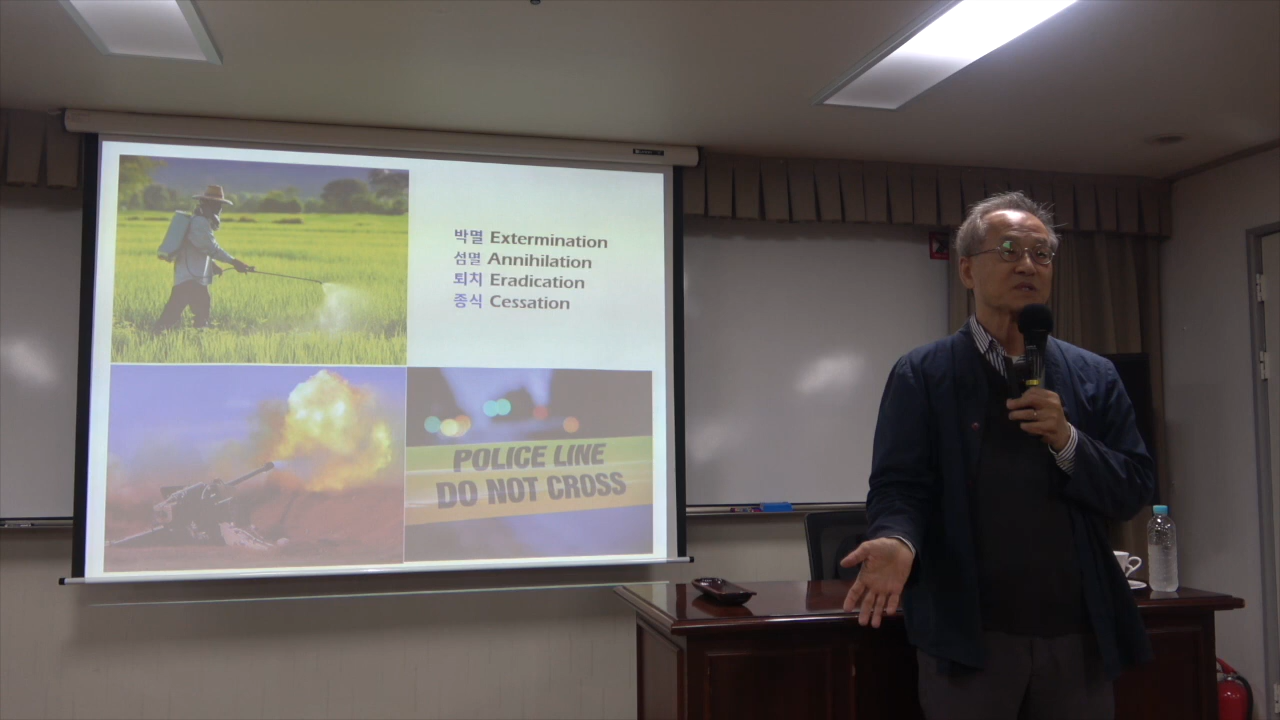 박멸 Extermination
섬멸 Annihilation
퇴치 Eradication
종식 Cessation
POLICE LINE
DO NOT CROSS